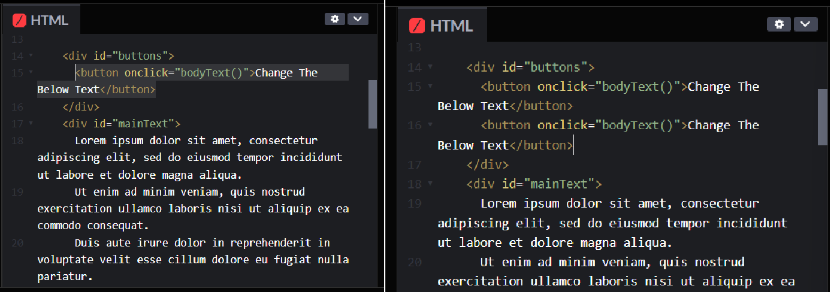 HTML
13
14 <div id="buttons">
15 <button onclick="bodyText()">Change The
Below Text</button>
16 </div>
17 <div id="mainText">
18 Lorem ipsum dolor sit amet, consectetur
adipiscing elit, sed do eiusmod tempor incididunt
ut labore et dolore magna aliqua.
19 Ut enim ad minim veniam, quis nostrud
exercitation ullamco laboris nisi ut aliquip ex ea
commodo consequat.
20 Duis aute irure dolor in reprehenderit in
voluptate velit esse cillum dolore eu fugiat nulla
pariatur.
HTML
13
14 <div id="buttons">
15 <button onclick="bodyText()">Change The
Below Text</button>
16 <button onclick="bodyText()">Change The
Below Text</button>
17 </div>
18 <div id="mainText">
19 Lorem ipsum dolor sit amet, consectetur
adipiscing elit, sed do eiusmod tempor incididunt
ut labore et dolore magna aliqua.
20 Ut enim ad minim veniam, quis nostrud
exercitation ullamco laboris nisi ut aliquip ex ea